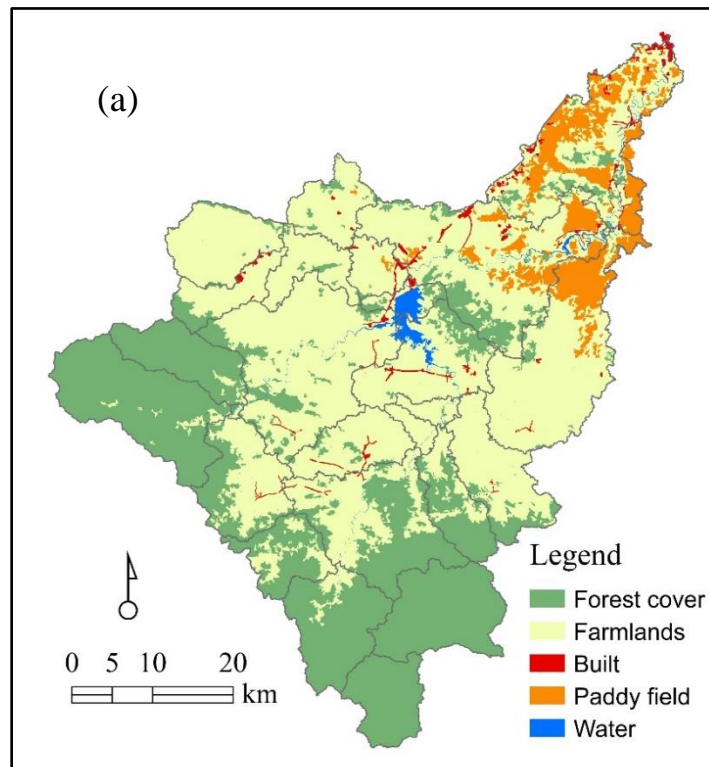 (a)
Legend
Forest cover
Farmlands
Built
Paddy field
Water
0 5 10 20
km